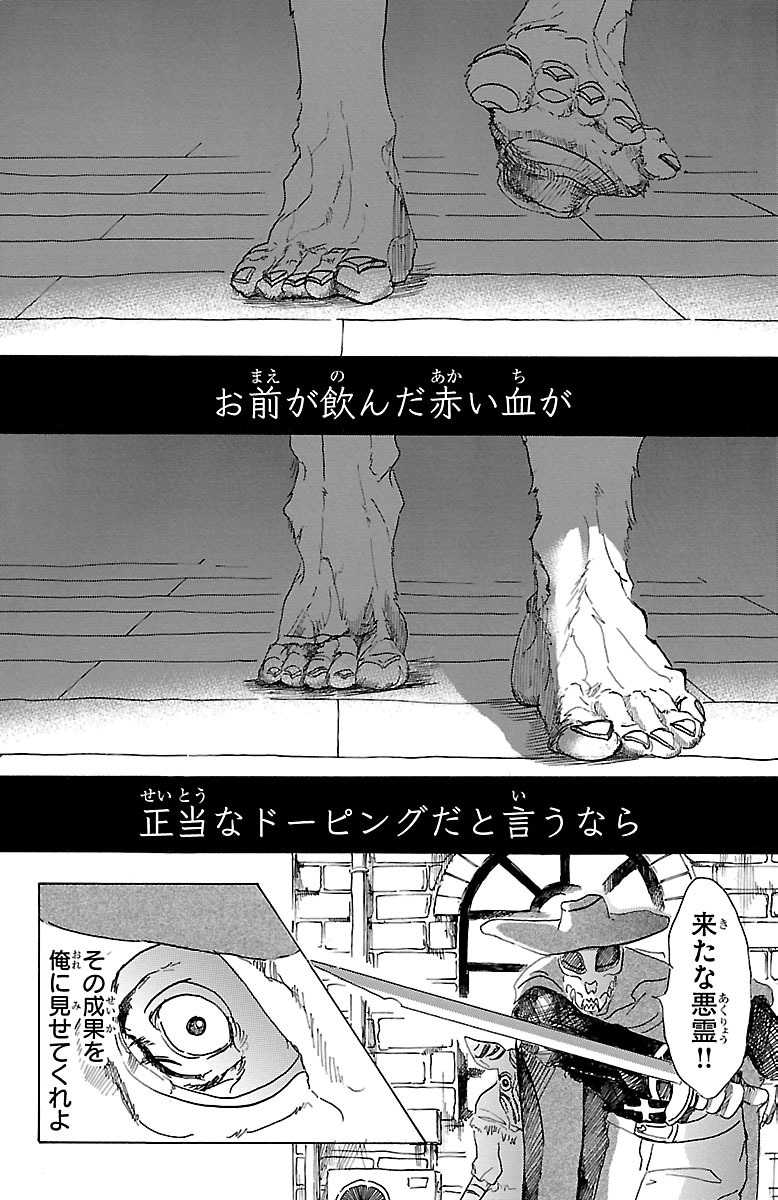 お前が飲んだ赤い血が
正当なドーピングだと言うなら
来たな悪霊!!
その成果を
俺に見せてくれよ